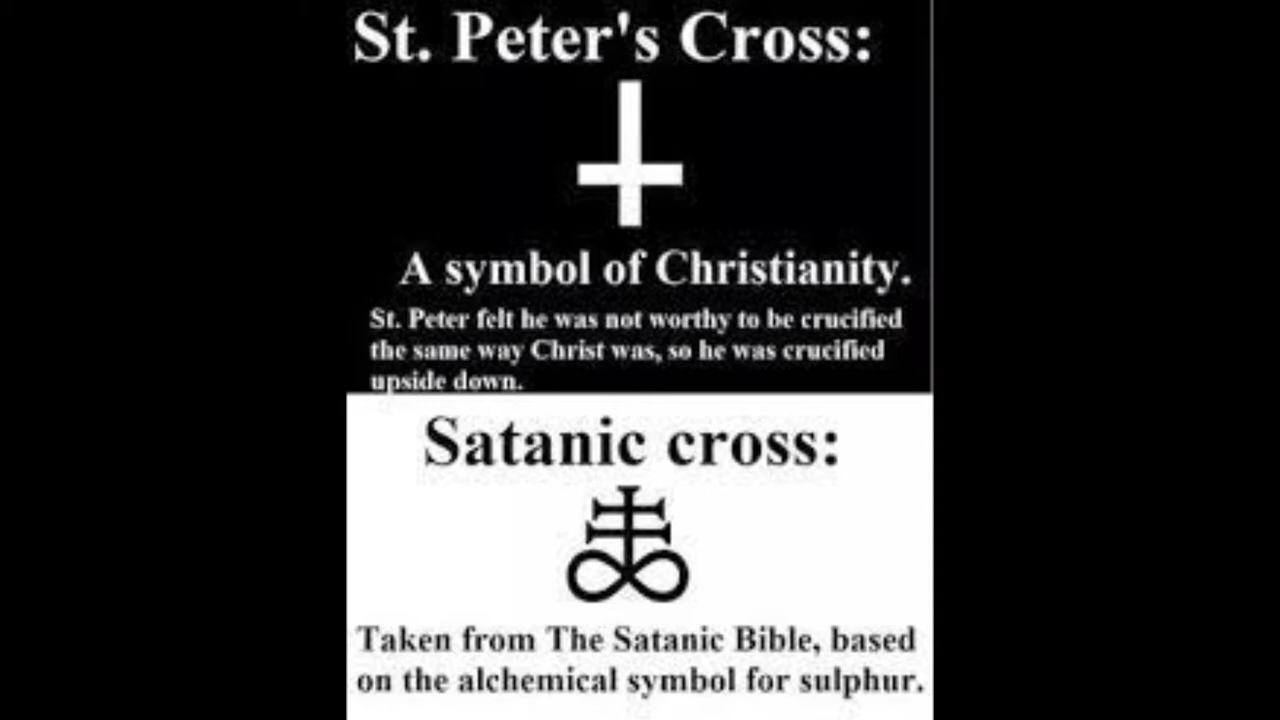 St. Peter's Cross:
A symbol of Christianity.
St. Peter felt he was not worthy to be crucified
the same way Christ was, so he was crucified
upside down.
Satanic cross:
Taken from The Satanic Bible, based
on the alchemical symbol for sulphur.